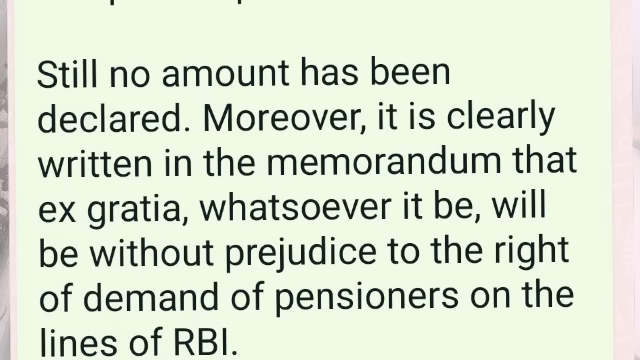 Still no amount has been
declared. Moreover, it is clearly
written in the memorandum that
ex gratia, whatsoever it be, will
be without prejudice to the right
of demand of pensioners on the
lines of RBI.